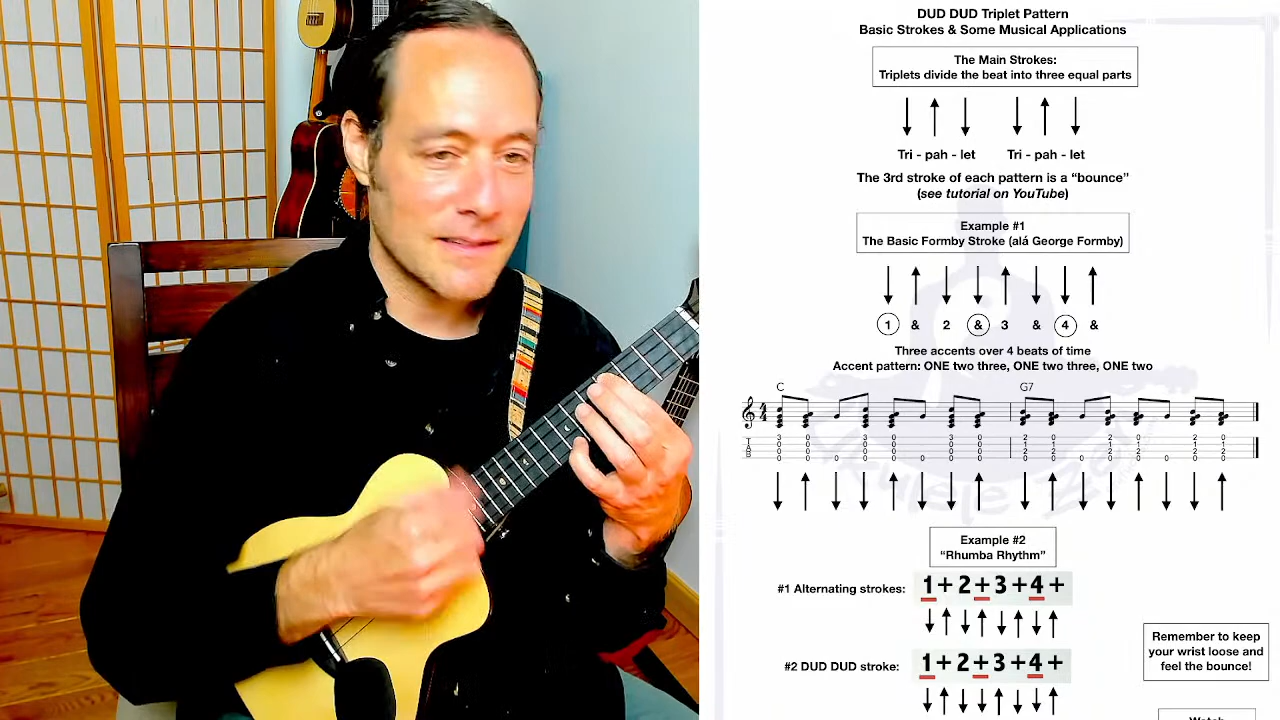 DUD DUD Triplet Pattern
Basic Strokes & Some Musical Applications
The Main Strokes:
Triplets divide the beat into three equal parts
Tri - pah - let Tri - pah - let
The 3rd stroke of each pattern is a “bounce”
(see tutorial on YouTube)
Example #1
The Basic Formby Stroke (alá George Formby)
1 & 2 & 3 & 4 &
Three accents over 4 beats of time
Accent pattern: ONE two three, ONE two three, ONE two
C G7
Example #2
“Rhumba Rhythm”
#1 Alternating strokes: 1 + 2 + 3 + 4 +
#2 DUD DUD stroke: 1 + 2 + 3 + 4 +
Remember to keep
your wrist loose and
feel the bounce!
Watch